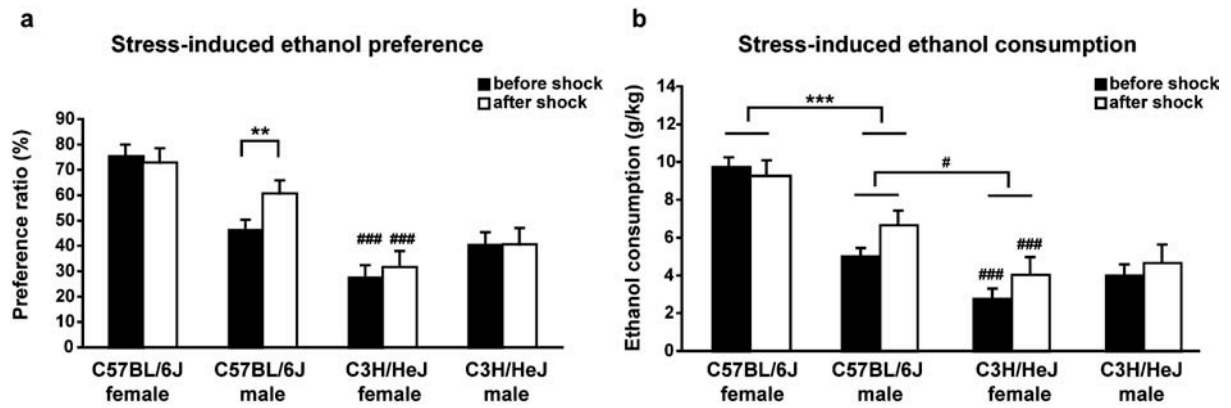 a
Stress-induced ethanol preference
before shock
after shock
Preference ratio (%)
90
80
70
60
50
40
30
20
10
0
**
### ###
C57BL/6J C57BL/6J C3H/HeJ C3H/HeJ
female male female male
b
Stress-induced ethanol consumption
before shock
after shock
Ethanol consumption (g/kg)
14
12
10
8
6
4
2
0
***
#
###
###
C57BL/6J C57BL/6J C3H/HeJ C3H/HeJ
female male female male